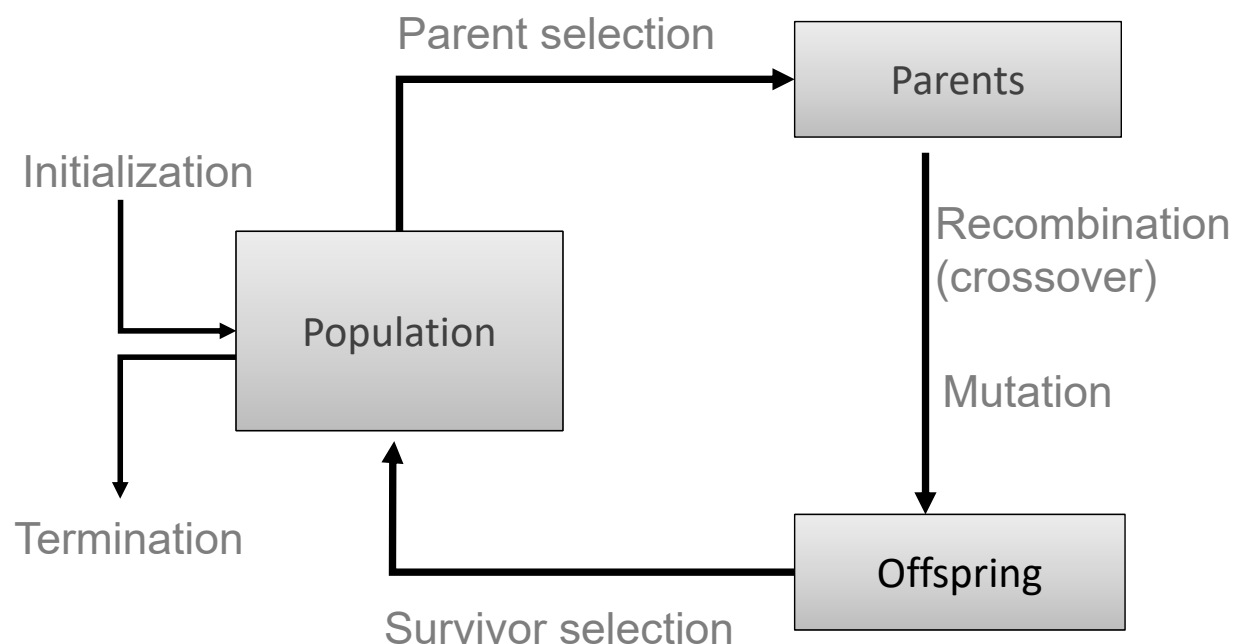 Parent selection
Parents
Initialization
Recombination
(crossover)
Population
Mutation
Termination
Offspring
Survivor selection